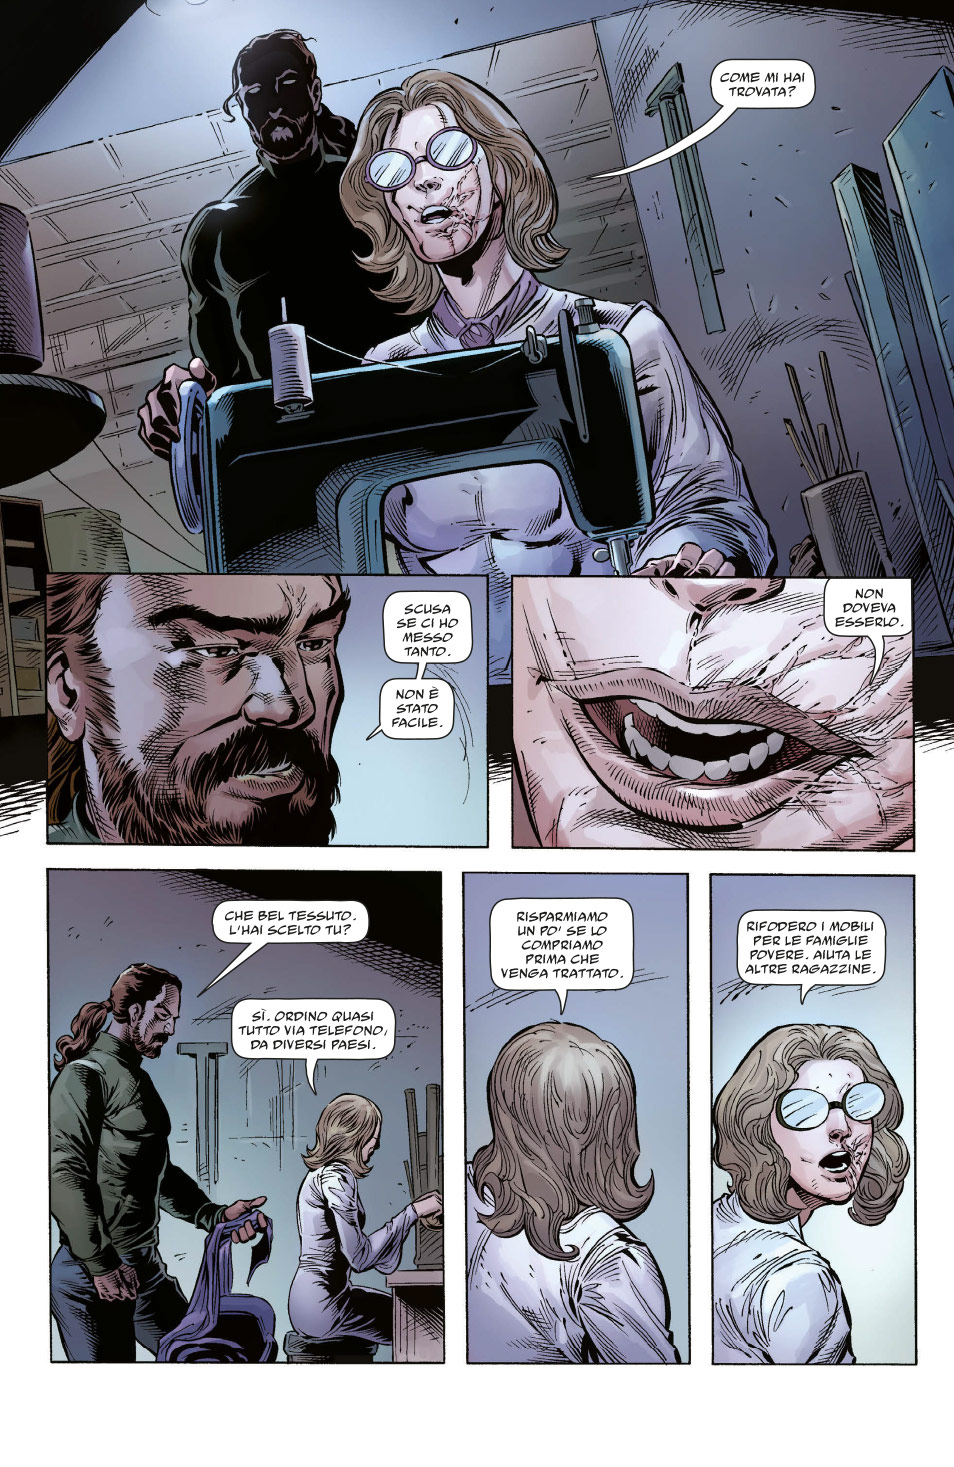 COME MI HAI
TROVATA?
SCUSA
SE CI HO
MESSO
TANTO.
NON È
STATO
FACILE.
NON
DOVEVA
ESSERLO.
CHE BEL TESSUTO.
L'HAI SCELTO TU?
SÌ. ORDINO QUASI
TUTTO VIA TELEFONO,
DA DIVERSI PAESI.
RISPARMIAMO
UN PO' SE LO
COMPRIAMO
PRIMA CHE
VENGA TRATTATO.
RIFODERO I MOBILI
PER LE FAMIGLIE
POVERE. AIUTA LE
ALTRE RAGAZZINE.